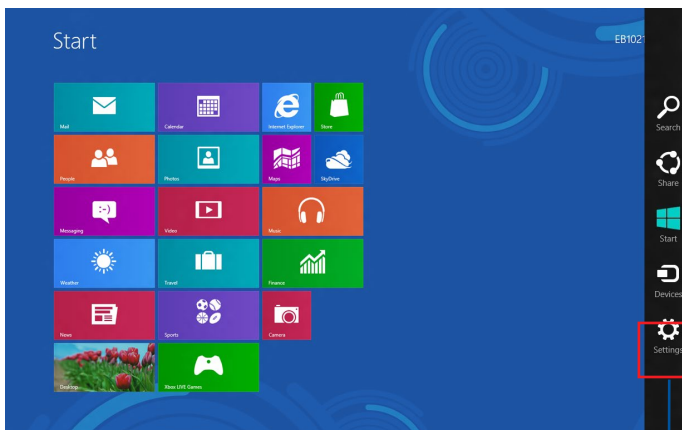 Start
EB1021
Mail
Calendar
Internet Explorer
Store
People
Photos
Maps
SkyDrive
Messaging
:-)
Video
Music
Weather
Travel
Finance
News
Sports
Camera
Desktop
Xbox LIVE Games
Search
Share
Start
Devices
Settings